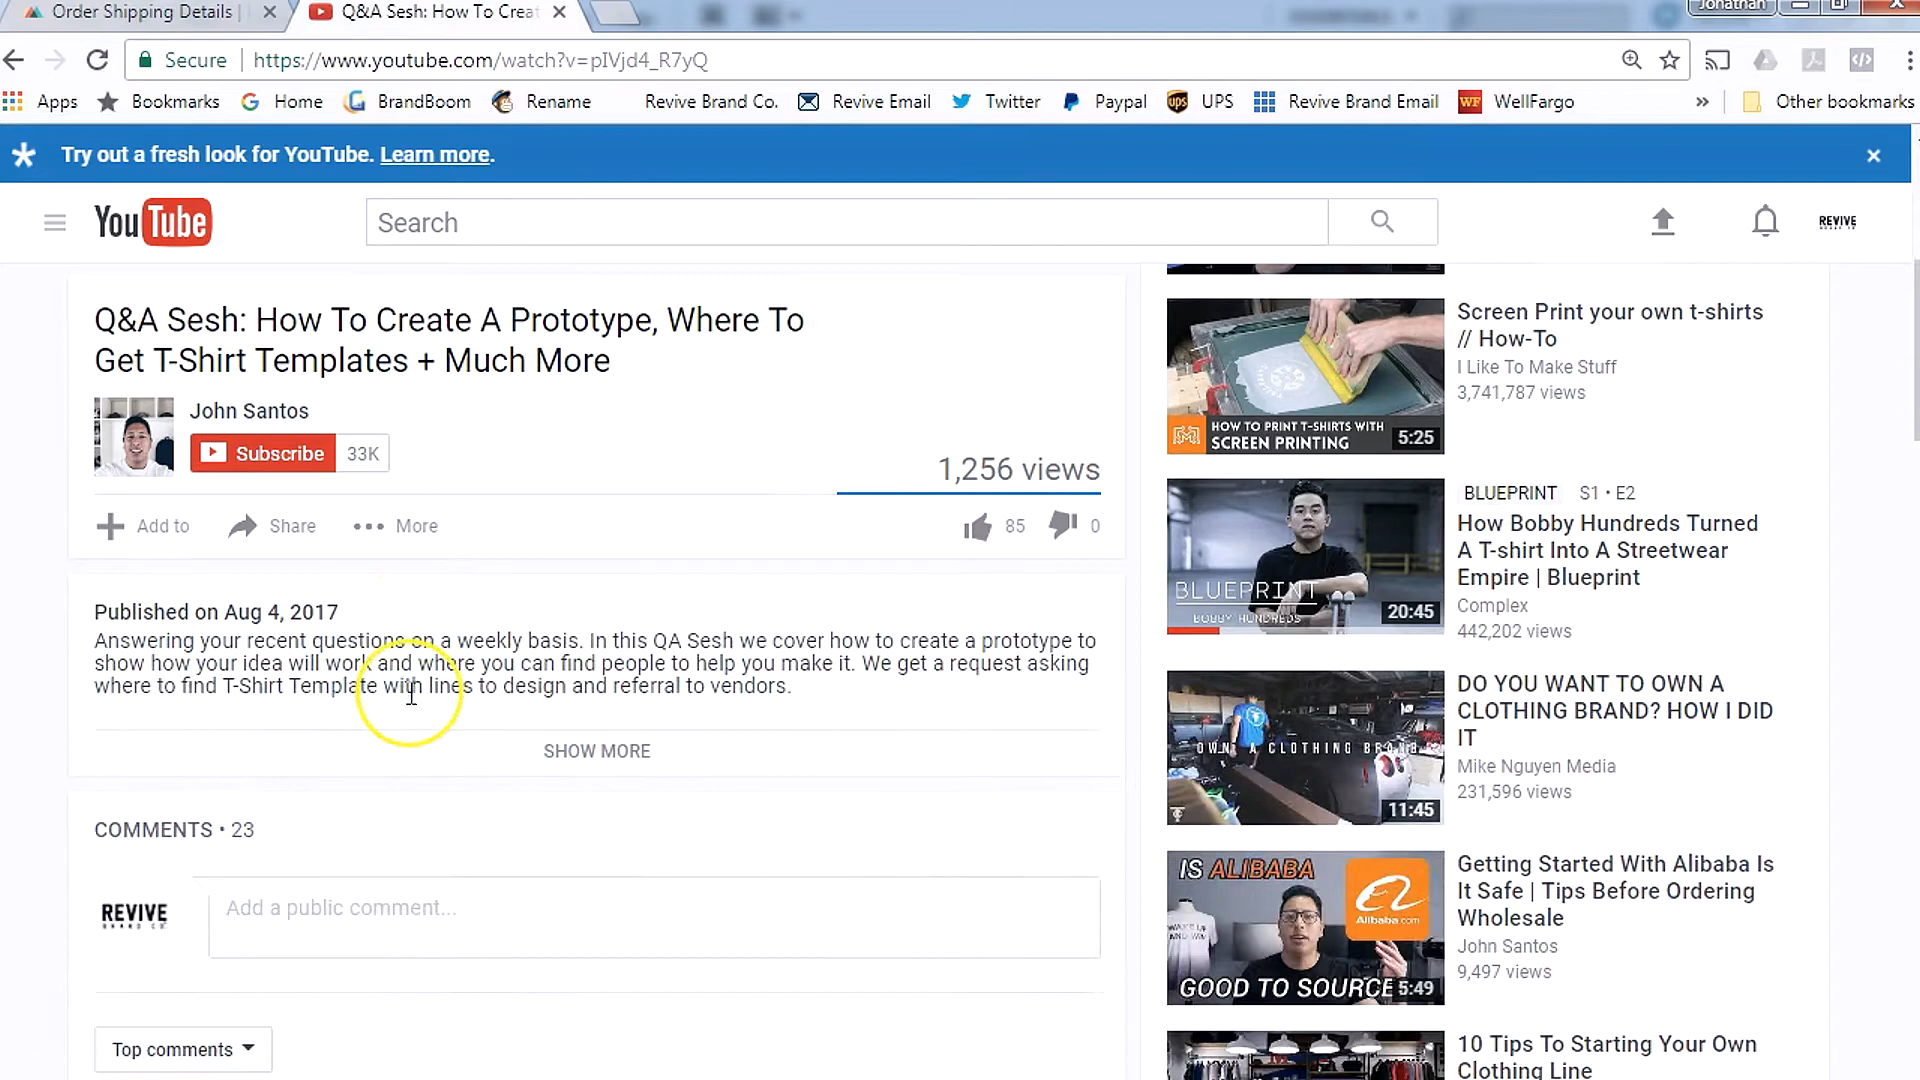 Order Shipping Details |
Q&A Sesh: How To Creat
Jonathan
Secure
https://www.youtube.com/watch?v=pIVjd4_R7yQ
Apps
Bookmarks
Home
BrandBoom
Rename
Revive Brand Co.
Revive Email
Twitter
Paypal
UPS
Revive Brand Email
WellFargo
»
Other bookmarks
Try out a fresh look for YouTube. Learn more.
YouTube
Search
REVIVE
Q&A Sesh: How To Create A Prototype, Where To
Get T-Shirt Templates + Much More
John Santos
Subscribe 33K
1,256 views
Add to
Share
More
85
0
Published on Aug 4, 2017
Answering your recent questions on a weekly basis. In this QA Sesh we cover how to create a prototype to
show how your idea will work and where you can find people to help you make it. We get a request asking
where to find T-Shirt Template with lines to design and referral to vendors.
SHOW MORE
COMMENTS • 23
REVIVE
BRAND CO
Add a public comment...
Top comments
HOW TO PRINT T-SHIRTS WITH
SCREEN PRINTING
5:25
Screen Print your own t-shirts
// How-To
I Like To Make Stuff
3,741,787 views
BLUEPRINT
BOBBY HUNDREDS
20:45
BLUEPRINT S1 • E2
How Bobby Hundreds Turned
A T-shirt Into A Streetwear
Empire | Blueprint
Complex
442,202 views
OWN A CLOTHING BRAND
11:45
DO YOU WANT TO OWN A
CLOTHING BRAND? HOW I DID
IT
Mike Nguyen Media
231,596 views
IS ALIBABA
Alibaba.com
GOOD TO SOURCE
5:49
Getting Started With Alibaba Is
It Safe | Tips Before Ordering
Wholesale
John Santos
9,497 views
10 Tips To Starting Your Own
Clothing Line